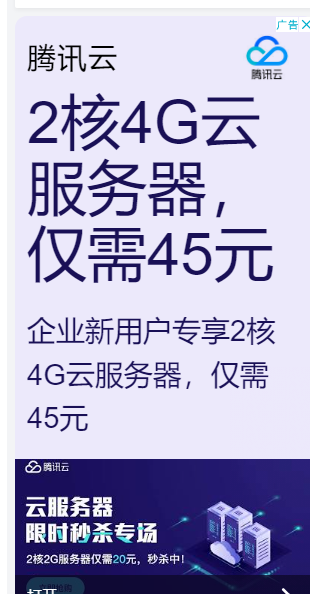 广告
腾讯云
腾讯云
2核4G云
服务器，
仅需45元
企业新用户专享2核
4G云服务器，仅需
45元
腾讯云
云服务器
限时秒杀专场
2核2G服务器仅需20元，秒杀中！
打开